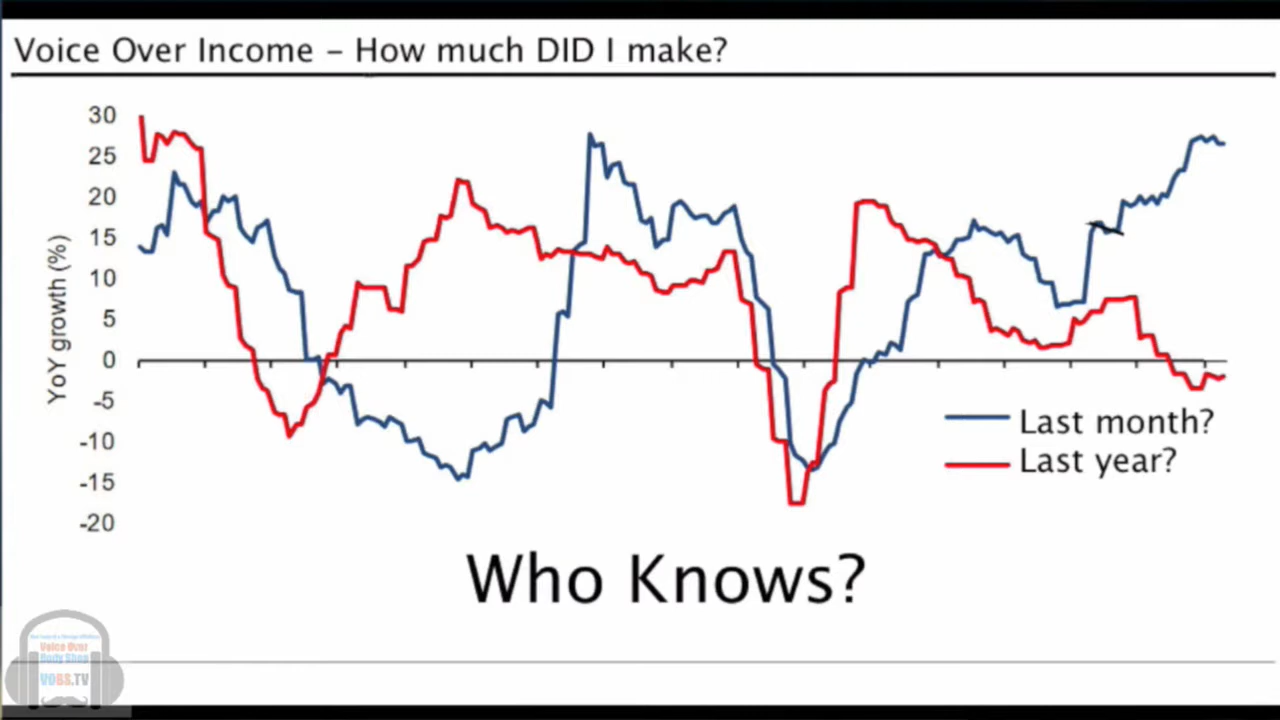 Voice Over Income – How much DID I make?
30
25
20
15
10
5
0
-5
-10
-15
-20
YoY growth (%)
Last month?
Last year?
Who Knows?
Voice Over
Body Shop
VOBS.TV